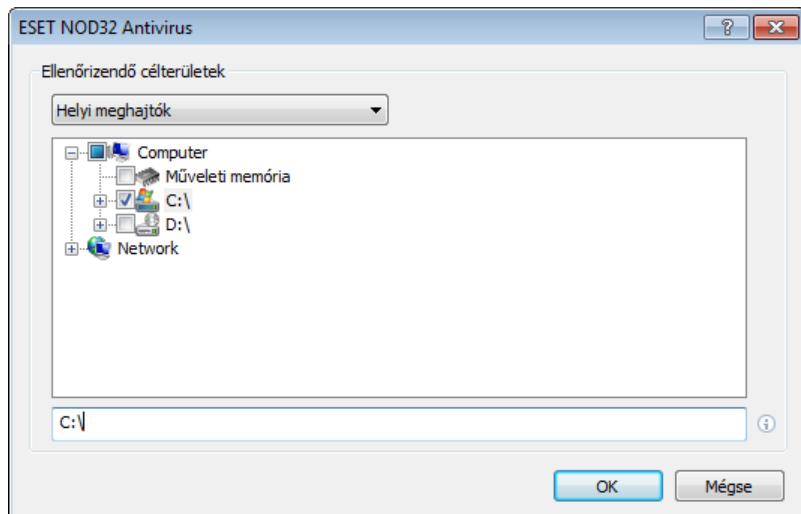 ESET NOD32 Antivirus
Ellenőrizendő célterületek
Helyi meghajtók
Computer
Műveleti memória
C:\
D:\
Network
C:\
OK
Mégse